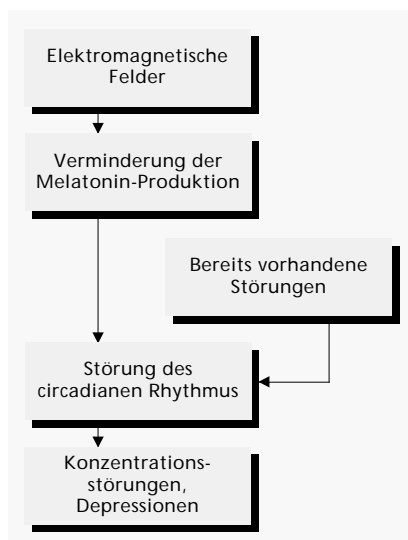 Elektromagnetische
Felder
Verminderung der
Melatonin-Produktion
Bereits vorhandene
Störungen
Störung des
circadianen Rhythmus
Konzentrations-
störungen,
Depressionen